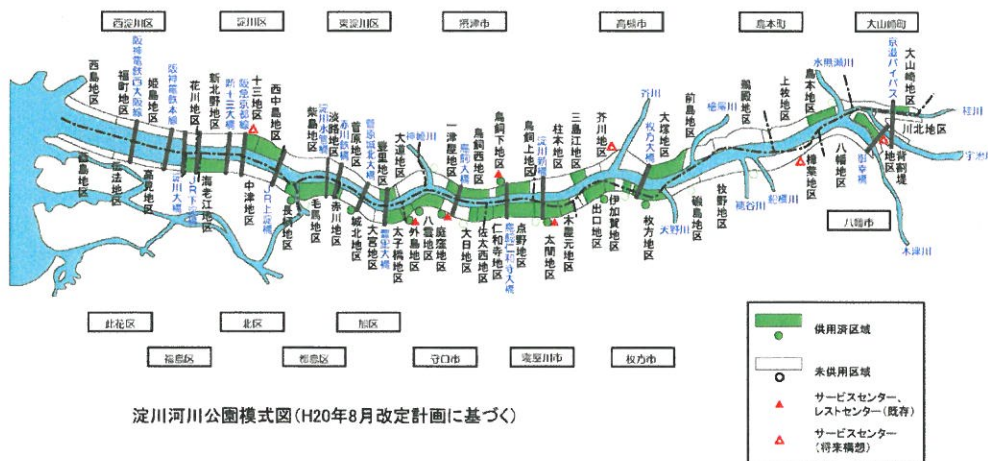 西淀川区
淀川区
東淀川区
摂津市
高槻市
島本町
大山崎町
西島地区
福町地区
阪神電鉄西大阪線
姫島地区
阪神電鉄本線
花川地区
新北野地区
新十三大橋
阪急京都線
十三地区
西中島地区
柴島地区
淡路地区
赤川鉄橋
菅原地区
菅原城北大橋
豊里地区
大道地区
神崎川
一津屋地区
鳥飼大橋
鳥飼西地区
鳥飼下地区
鳥飼上地区
淀川新橋
柱本地区
三島江地区
芥川地区
芥川
枚方大橋
大塚地区
前島地区
檜尾川
鵜殿地区
上牧地区
島本地区
水無瀬川
京滋バイパス
大山崎地区
桂川
川北地区
宇治川
背割堤
地区
御幸橋
八幡地区
樟葉地区
木津川
八幡市
酉島地区
伝法地区
高見地区
淀川大橋
JR下
海老江地区
中津地区
JR上淀橋
長柄地区
毛馬地区
赤川地区
城北地区
大宮地区
豊里大橋
太子橋地区
外島地区
八雲地区
庭窪地区
大日地区
佐太西地区
仁和寺地区
鳥飼仁和寺大橋
点野地区
太間地区
木屋元地区
出口地区
伊加賀地区
枚方地区
天野川
磯島地区
牧野地区
穂谷川
船橋川
此花区
福島区
北区
都島区
旭区
守口市
寝屋川市
枚方市
供用済区域
未供用区域
サービスセンター、
レストセンター(既存)
サービスセンター
(将来構想)
淀川河川公園模式図(H20年8月改定計画に基づく)